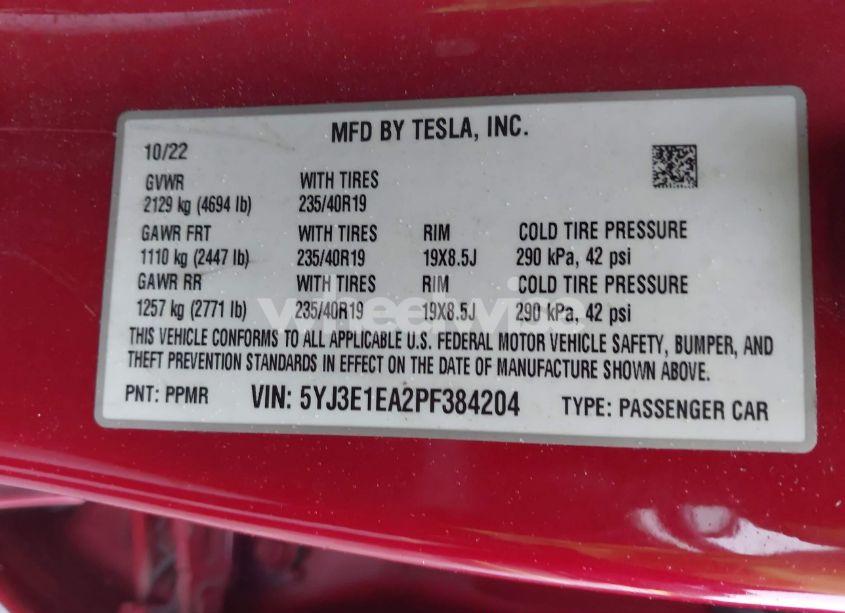 MFD BY TESLA, INC.
10/22
GVWR WITH TIRES
2129 kg (4694 lb) 235/40R19
GAWR FRT WITH TIRES RIM COLD TIRE PRESSURE
1110 kg (2447 lb) 235/40R19 19X8.5J 290 kPa, 42 psi
GAWR RR WITH TIRES RIM COLD TIRE PRESSURE
1257 kg (2771 lb) 235/40R19 19X8.5J 290 kPa, 42 psi
wheelwise
THIS VEHICLE CONFORMS TO ALL APPLICABLE U.S. FEDERAL MOTOR VEHICLE SAFETY, BUMPER, AND
THEFT PREVENTION STANDARDS IN EFFECT ON THE DATE OF MANUFACTURE SHOWN ABOVE.
PNT: PPMR VIN: 5YJ3E1EA2PF384204 TYPE: PASSENGER CAR